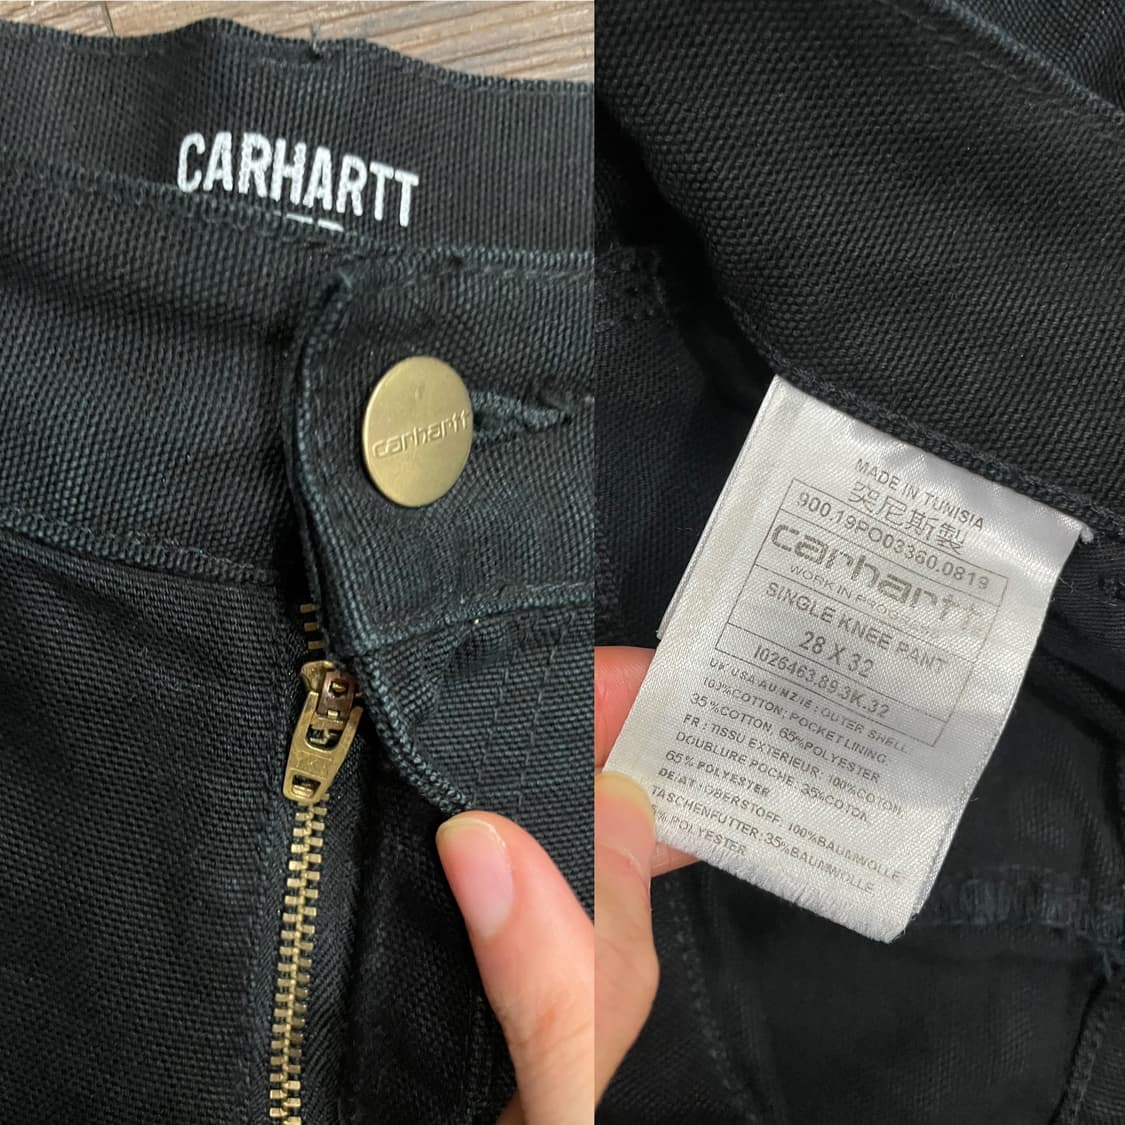 CARHARTT
carhartt
YKK
MADE IN TUNISIA
突尼斯製
900.19PO03360.0819
carhartt
WORK IN PROGRESS
SINGLE KNEE PANT
28 X 32
I026463.89.3K.32
UK/USA/AU/NZ/IE: OUTER SHELL:
100%COTTON; POCKET LINING:
35%COTTON, 65%POLYESTER
FR: TISSU EXTERIEUR: 100%COTON,
DOUBLURE POCHE: 35%COTON
65% POLYESTER
DE/AT: OBERSTOFF: 100%BAUMWOLLE,
TASCHENFUTTER:35%BAUMWOLLE,
%POLYESTER